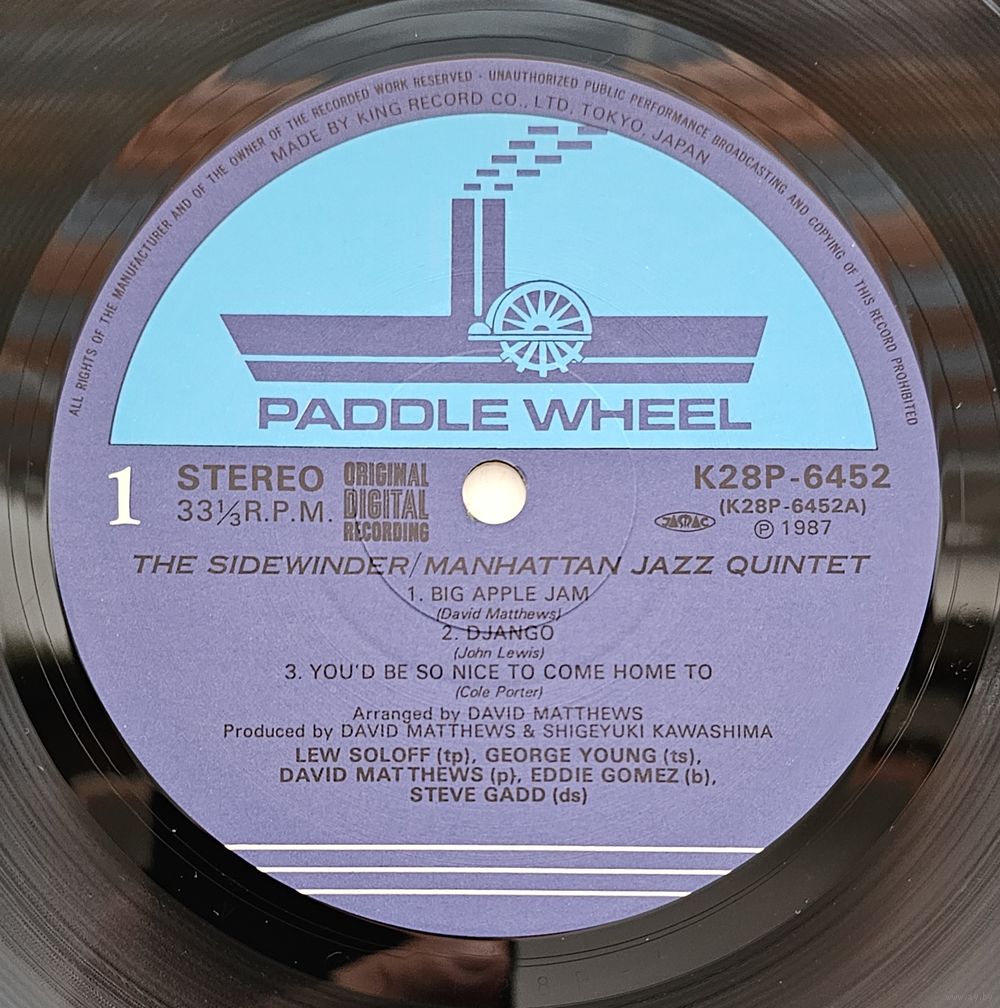 ALL RIGHTS OF THE MANUFACTURER AND OF THE OWNER OF THE RECORDED WORK RESERVED · UNAUTHORIZED PUBLIC PERFORMANCE BROADCASTING AND COPYING OF THIS RECORD PROHIBITED
MADE BY KING RECORD CO., LTD. TOKYO, JAPAN
PADDLE WHEEL
1
STEREO
33⅓R.P.M.
ORIGINAL
DIGITAL
RECORDING
K28P-6452
(K28P-6452A)
JASRAC
Ⓟ 1987
THE SIDEWINDER/MANHATTAN JAZZ QUINTET
1. BIG APPLE JAM
(David Matthews)
2. DJANGO
(John Lewis)
3. YOU'D BE SO NICE TO COME HOME TO
(Cole Porter)
Arranged by DAVID MATTHEWS
Produced by DAVID MATTHEWS & SHIGEYUKI KAWASHIMA
LEW SOLOFF (tp), GEORGE YOUNG (ts),
DAVID MATTHEWS (p), EDDIE GOMEZ (b),
STEVE GADD (ds)